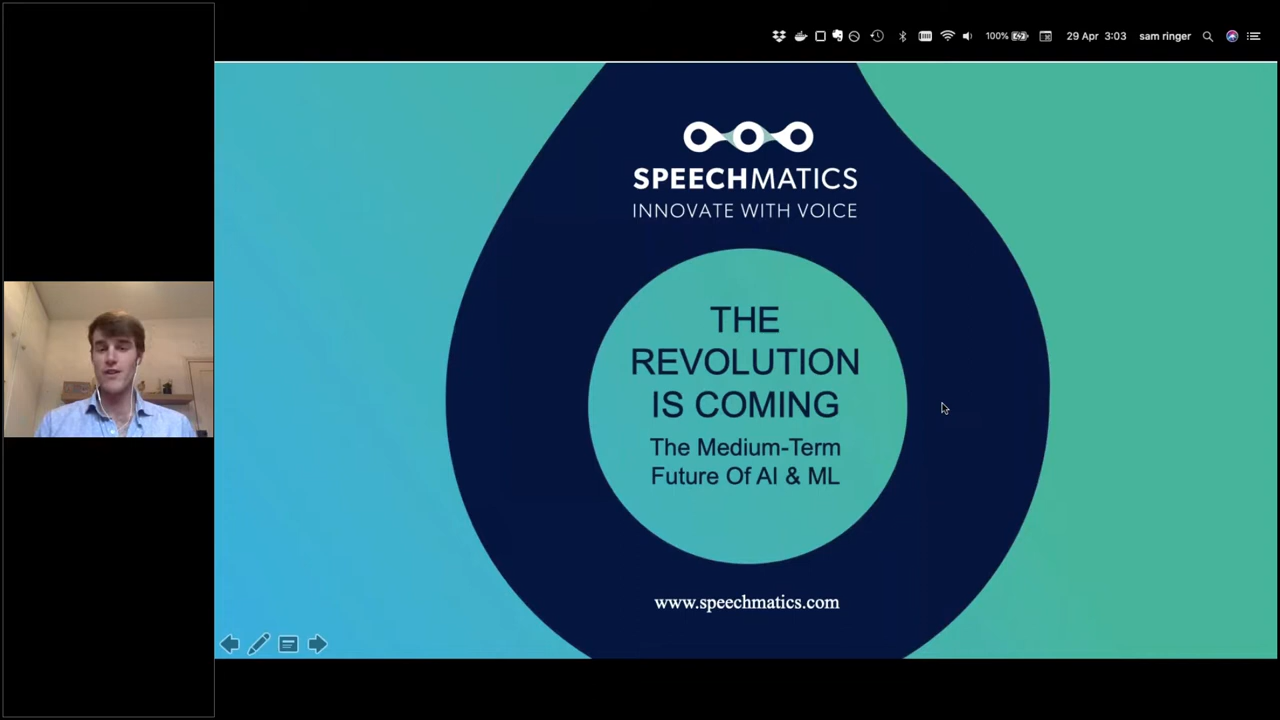 100% 29 Apr 3:03 sam ringer
SPEECHMATICS
INNOVATE WITH VOICE
THE
REVOLUTION
IS COMING
The Medium-Term
Future Of AI & ML
www.speechmatics.com